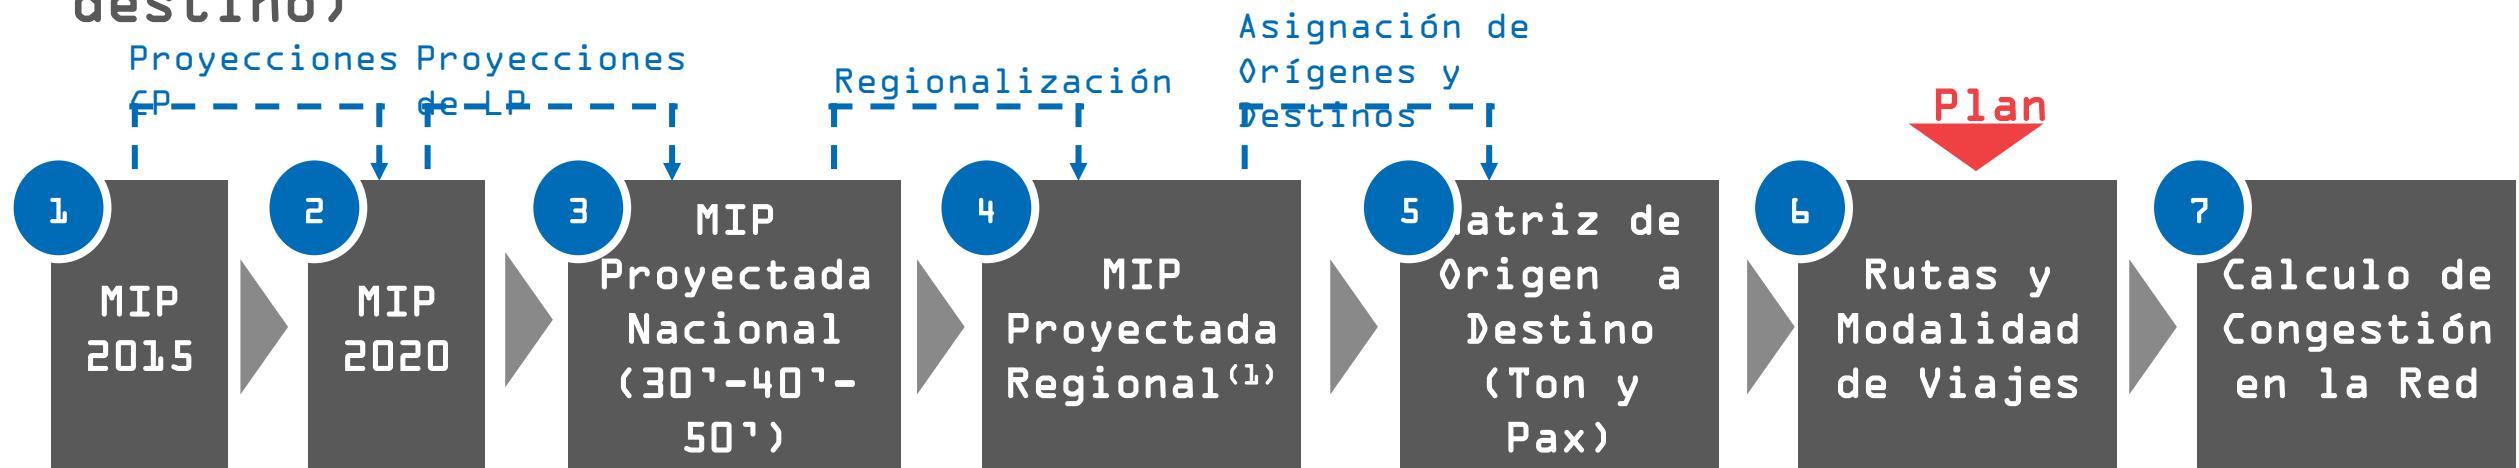 destino)
Proyecciones
CP
Proyecciones
de LP
Regionalización
Asignación de
Orígenes y
Destinos
Plan
1
MIP
2015
2
MIP
2020
3
MIP
Proyectada
Nacional
(30'-40'-
50')
4
MIP
Proyectada
Regional(1)
5
Matriz de
Origen a
Destino
(Ton y
Pax)
6
Rutas y
Modalidad
de Viajes
7
Calculo de
Congestión
en la Red